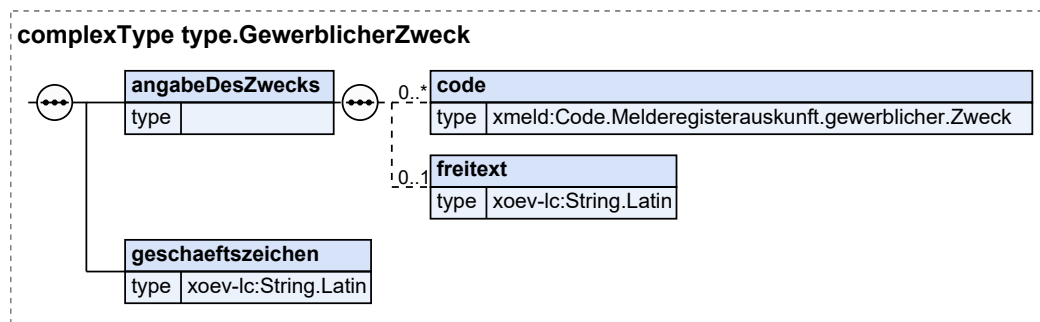 complexType type.GewerblicherZweck
angabeDesZwecks
type
0..*
code
type xmeld:Code.Melderegisterauskunft.gewerblicher.Zweck
0..1
freitext
type xoev-lc:String.Latin
geschaeftszeichen
type xoev-lc:String.Latin